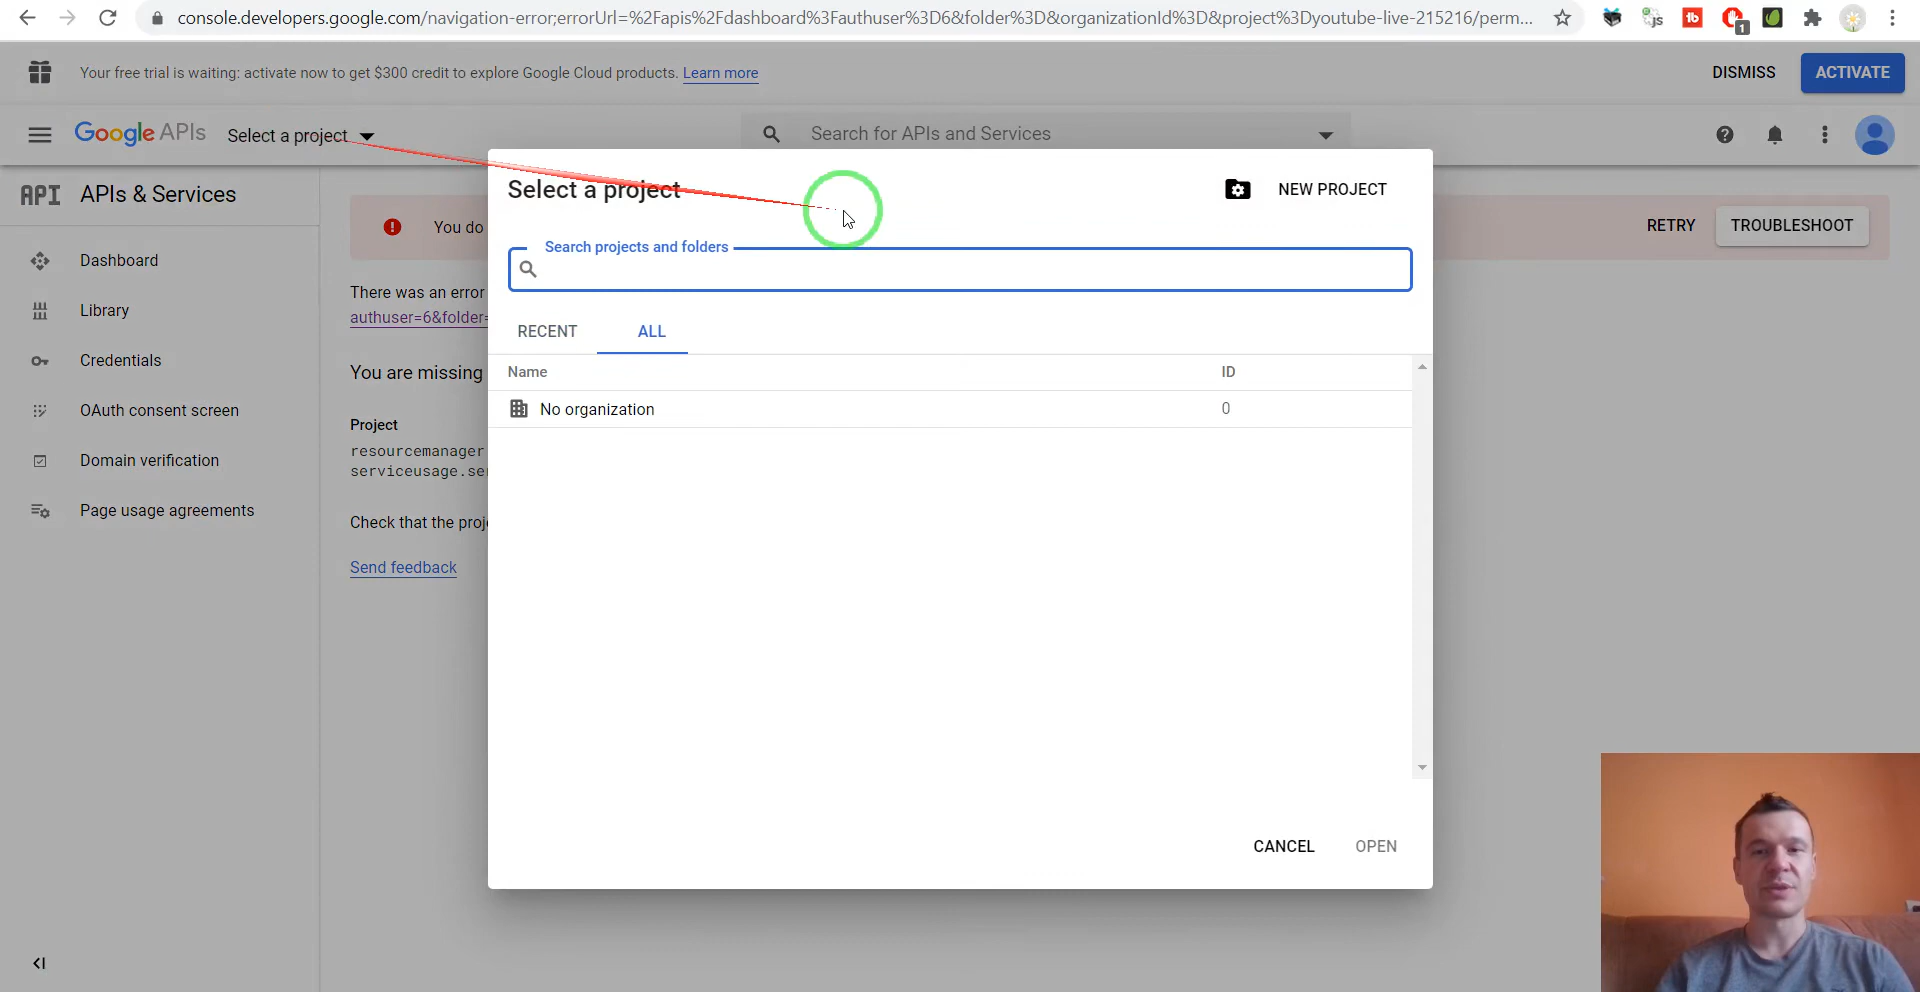 console.developers.google.com/navigation-error;errorUrl=%2Fapis%2Fdashboard%3Fauthuser%3D6&folder%3D&organizationId%3D&project%3Dyoutube-live-215216/perm...
1
Your free trial is waiting: activate now to get $300 credit to explore Google Cloud products. Learn more
DISMISS
ACTIVATE
Google APIs
Select a project
Search for APIs and Services
API APIs & Services
Dashboard
Library
Credentials
OAuth consent screen
Domain verification
Page usage agreements
You do
RETRY
TROUBLESHOOT
There was an error
authuser=6&folder=
You are missing
Project
resourcemanager
serviceusage.se
Check that the proj
Send feedback
Select a project
NEW PROJECT
Search projects and folders
RECENT
ALL
Name
ID
No organization
0
CANCEL
OPEN